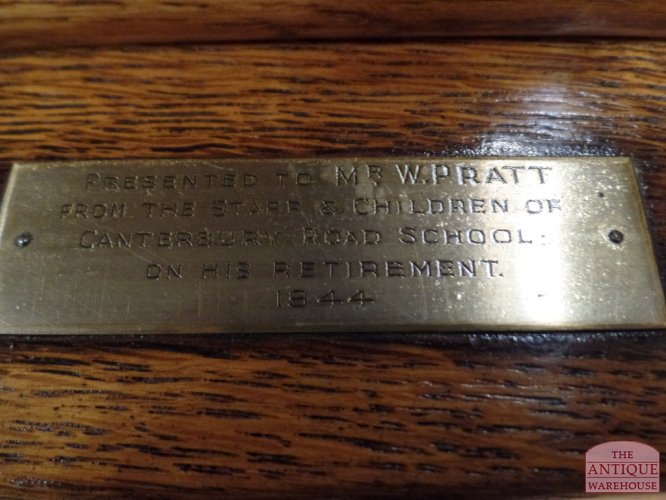 PRESENTED TO MR W. PRATT
FROM THE STAFF & CHILDREN OF
CANTERBURY ROAD SCHOOL:
ON HIS RETIREMENT.
1944
THE
ANTIQUE
WAREHOUSE